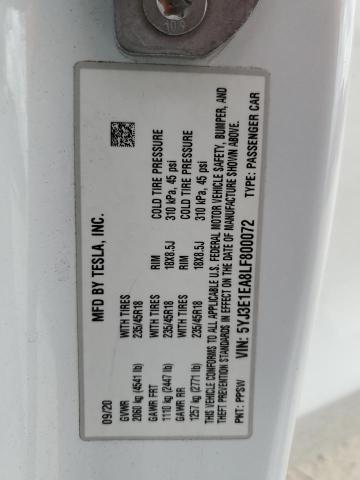 MFD BY TESLA, INC.
09/20
GVWR
2060 kg (4541 lb)
GAWR FRT WITH TIRES RIM COLD TIRE PRESSURE
1110 kg (2447 lb) 235/45R18 18X8.5J 310 kPa, 45 psi
GAWR RR WITH TIRES RIM COLD TIRE PRESSURE
1257 kg (2771 lb) 235/45R18 18X8.5J 310 kPa, 45 psi
THIS VEHICLE CONFORMS TO ALL APPLICABLE U.S. FEDERAL MOTOR VEHICLE SAFETY, BUMPER, AND
THEFT PREVENTION STANDARDS IN EFFECT ON THE DATE OF MANUFACTURE SHOWN ABOVE.
VIN: 5YJ3E1EA8LF800072
PNT: PPSW TYPE: PASSENGER CAR